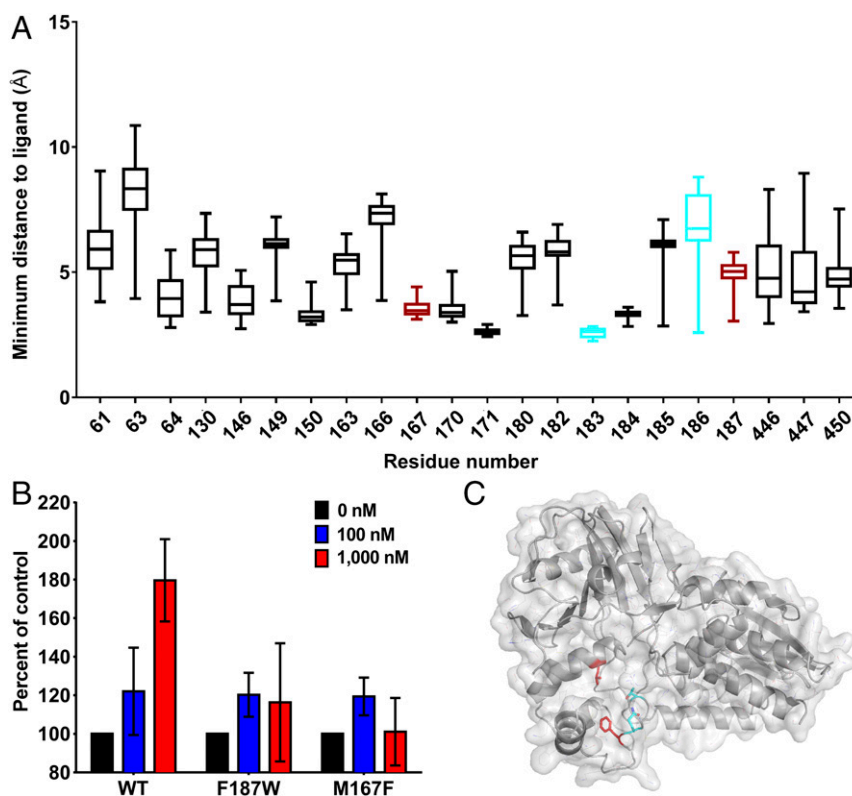 A
Minimum distance to ligand (Å)
15
10
5
0
61 63 64 130 146 149 150 163 166 167 170 171 180 182 183 184 185 186 187 446 447 450
Residue number
B
Percent of control
220
200
180
160
140
120
100
80
0 nM
100 nM
1,000 nM
WT F187W M167F
C